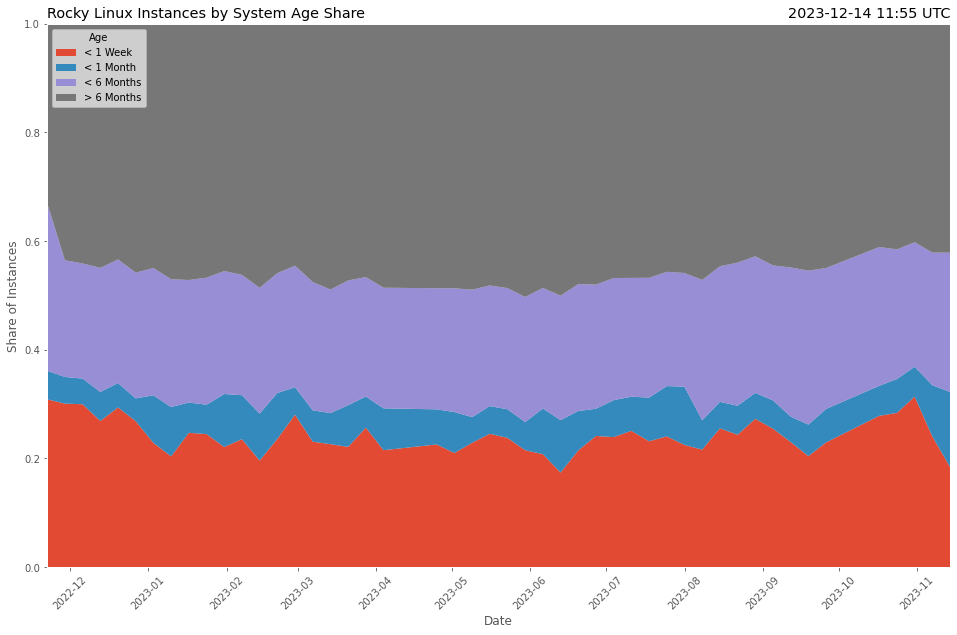 Rocky Linux Instances by System Age Share
2023-12-14 11:55 UTC
Age
< 1 Week
< 1 Month
< 6 Months
> 6 Months
Share of Instances
1.0
0.8
0.6
0.4
0.2
0.0
2022-12
2023-01
2023-02
2023-03
2023-04
2023-05
2023-06
2023-07
2023-08
2023-09
2023-10
2023-11
Date